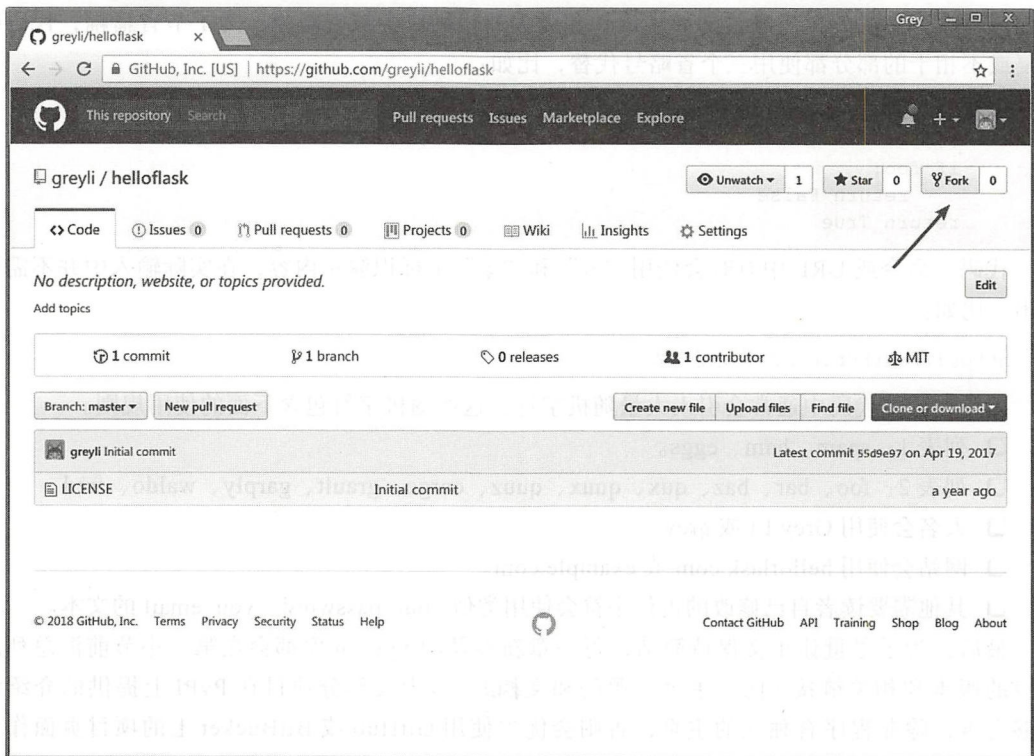 Grey
greyli/helloflask
GitHub, Inc. [US] | https://github.com/greyli/helloflask
This repository Search Pull requests Issues Marketplace Explore
greyli / helloflask Unwatch 1 Star 0 Fork 0
Code Issues 0 Pull requests 0 Projects 0 Wiki Insights Settings
No description, website, or topics provided. Edit
Add topics
1 commit 1 branch 0 releases 1 contributor MIT
Branch: master New pull request Create new file Upload files Find file Clone or download
greyli Initial commit Latest commit 55d9e97 on Apr 19, 2017
LICENSE Initial commit a year ago
© 2018 GitHub, Inc. Terms Privacy Security Status Help Contact GitHub API Training Shop Blog About